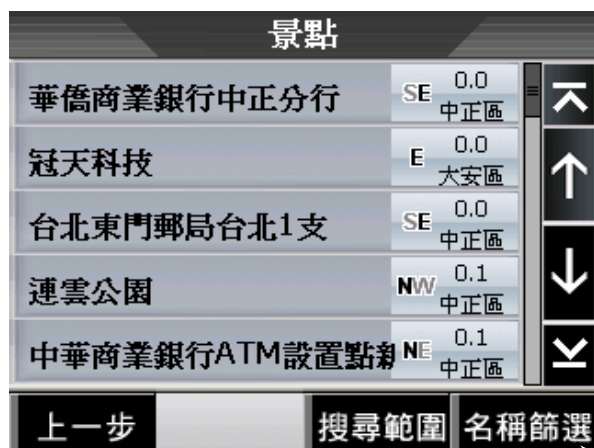 景點
華僑商業銀行中正分行 SE 0.0
中正區
冠天科技 E 0.0
大安區
台北東門郵局台北1支 SE 0.0
中正區
連雲公園 NW 0.1
中正區
中華商業銀行ATM設置點新 NE 0.1
中正區
上一步 搜尋範圍 名稱篩選